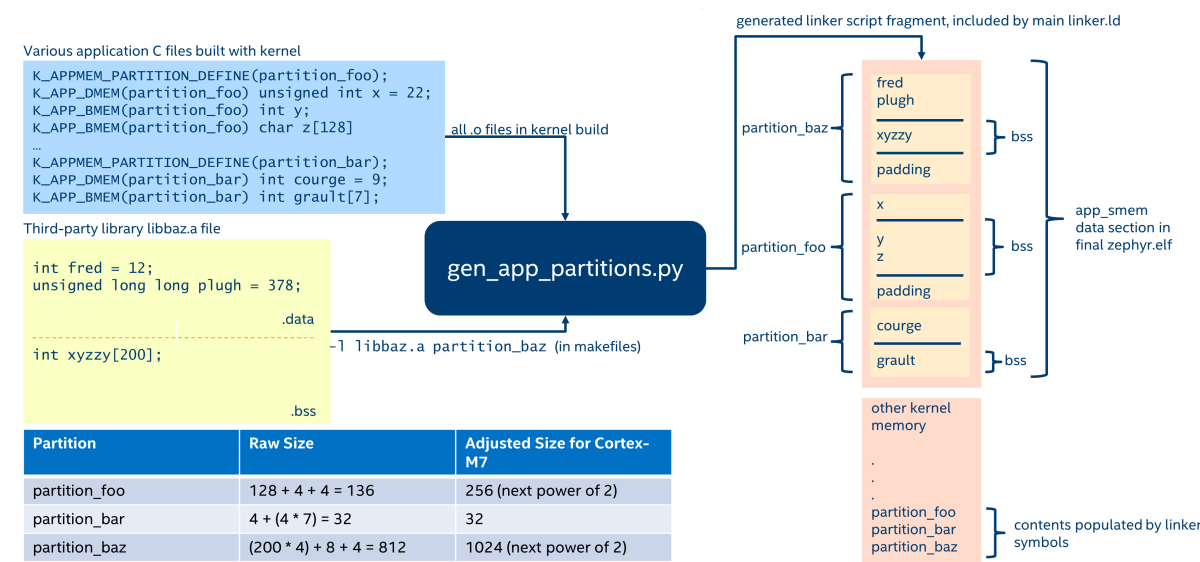 generated linker script fragment, included by main linker.ld
Various application C files built with kernel
K_APPMEM_PARTITION_DEFINE(partition_foo);
K_APP_DMEM(partition_foo) unsigned int x = 22;
K_APP_BMEM(partition_foo) int y;
K_APP_BMEM(partition_foo) char z[128]
…
K_APPMEM_PARTITION_DEFINE(partition_bar);
K_APP_DMEM(partition_bar) int courge = 9;
K_APP_BMEM(partition_bar) int grault[7];
all .o files in kernel build
Third-party library libbaz.a file
int fred = 12;
unsigned long long plugh = 378;
.data
int xyzzy[200];
.bss
-l libbaz.a partition_baz (in makefiles)
gen_app_partitions.py
partition_baz
fred
plugh
xyzzy
bss
padding
partition_foo
x
y
z
bss
padding
partition_bar
courge
grault
bss
app_smem
data section in
final zephyr.elf
other kernel
memory
.
.
.
partition_foo
partition_bar
partition_baz
contents populated by linker
symbols
Partition Raw Size Adjusted Size for Cortex-
M7
partition_foo 128 + 4 + 4 = 136 256 (next power of 2)
partition_bar 4 + (4 * 7) = 32 32
partition_baz (200 * 4) + 8 + 4 = 812 1024 (next power of 2)